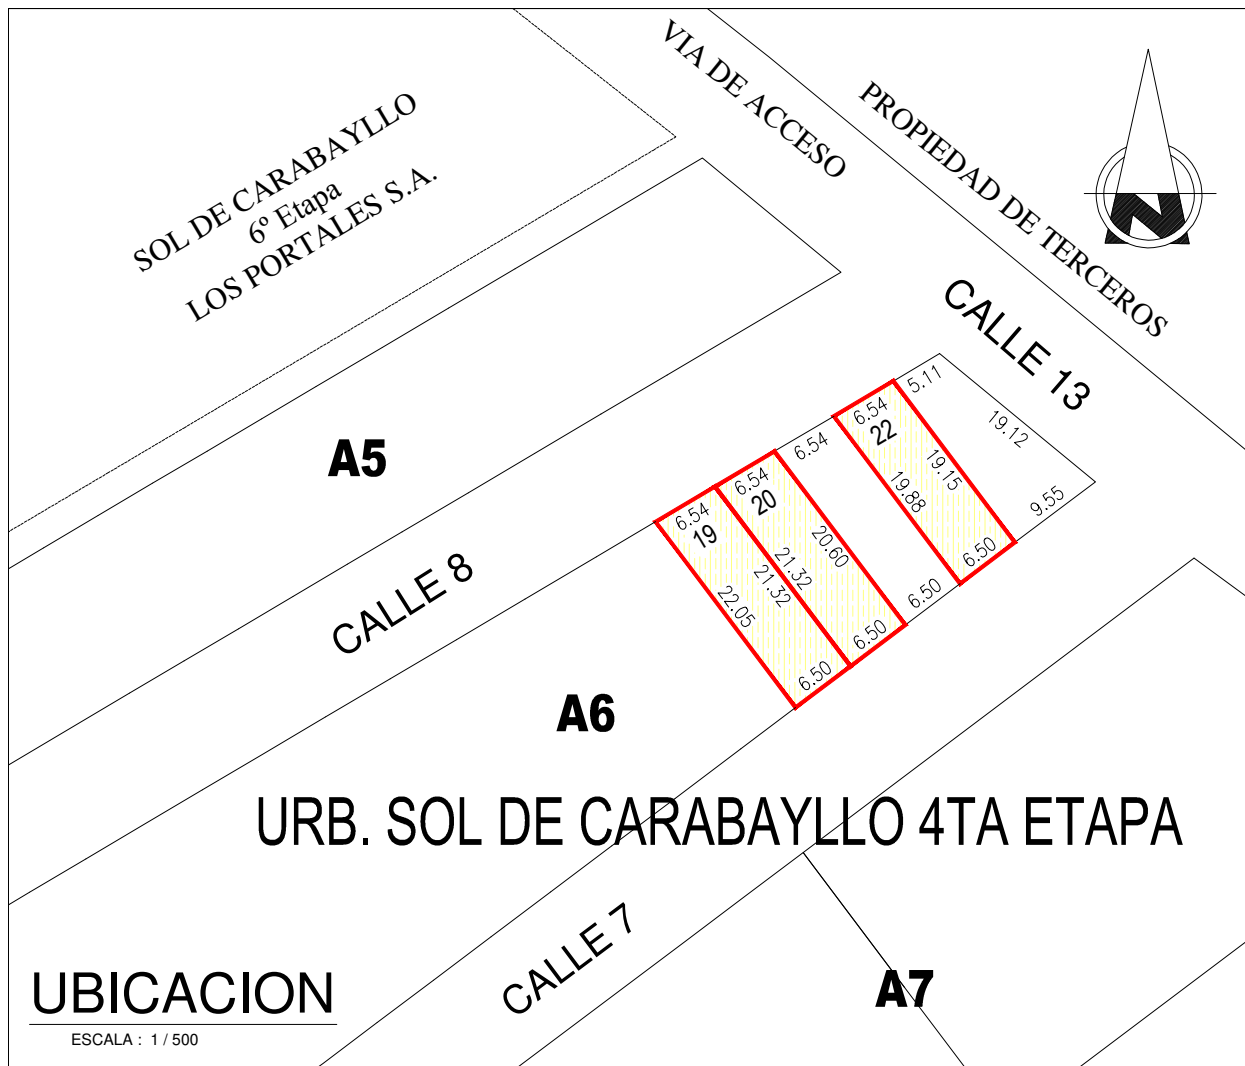 VIA DE ACCESO
PROPIEDAD DE TERCEROS
SOL DE CARABAYLLO
6º Etapa
LOS PORTALES S.A.
N
CALLE 13
5.11
19.12
9.55
6.54
22
19.15
19.88
6.50
6.54
6.50
A5
6.54
20
20.60
21.32
6.50
6.54
19
21.32
22.05
6.50
CALLE 8
A6
URB. SOL DE CARABAYLLO 4TA ETAPA
CALLE 7
A7
UBICACION
ESCALA : 1 / 500